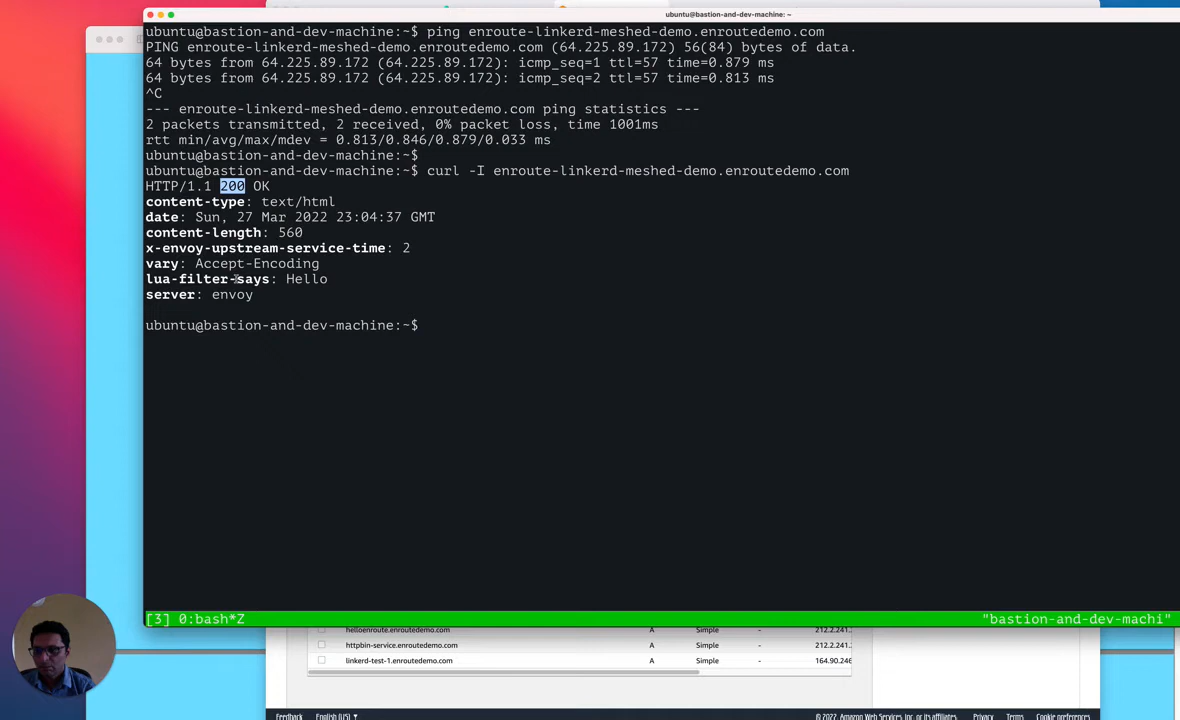 ubuntu@bastion-and-dev-machine: ~
ubuntu@bastion-and-dev-machine:~$ ping enroute-linkerd-meshed-demo.enroutedemo.com
PING enroute-linkerd-meshed-demo.enroutedemo.com (64.225.89.172) 56(84) bytes of data.
64 bytes from 64.225.89.172 (64.225.89.172): icmp_seq=1 ttl=57 time=0.879 ms
64 bytes from 64.225.89.172 (64.225.89.172): icmp_seq=2 ttl=57 time=0.813 ms
^C
--- enroute-linkerd-meshed-demo.enroutedemo.com ping statistics ---
2 packets transmitted, 2 received, 0% packet loss, time 1001ms
rtt min/avg/max/mdev = 0.813/0.846/0.879/0.033 ms
ubuntu@bastion-and-dev-machine:~$
ubuntu@bastion-and-dev-machine:~$ curl -I enroute-linkerd-meshed-demo.enroutedemo.com
HTTP/1.1 200 OK
content-type: text/html
date: Sun, 27 Mar 2022 23:04:37 GMT
content-length: 560
x-envoy-upstream-service-time: 2
vary: Accept-Encoding
lua-filter-says: Hello
server: envoy
ubuntu@bastion-and-dev-machine:~$
[3] 0:bash*Z "bastion-and-dev-machi"
helloenroute.enroutedemo.com A Simple - 212.2.241.
httpbin-service.enroutedemo.com A Simple - 212.2.241.
linkerd-test-1.enroutedemo.com A Simple - 164.90.246
Feedback English (US) © 2022, Amazon Web Services, Inc. or its affiliates. Privacy Terms Cookie preferences